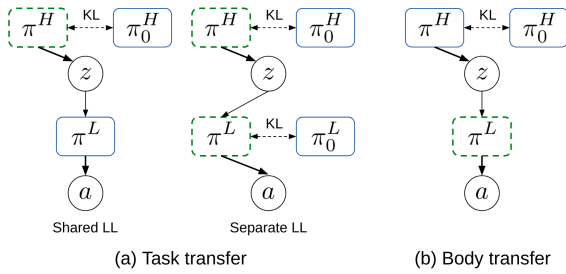 π^H KL π_0^H
z
π^L
a
Shared LL
π^H KL π_0^H
z
π^L KL π_0^L
a
Separate LL
(a) Task transfer
π^H KL π_0^H
z
π^L
a
(b) Body transfer